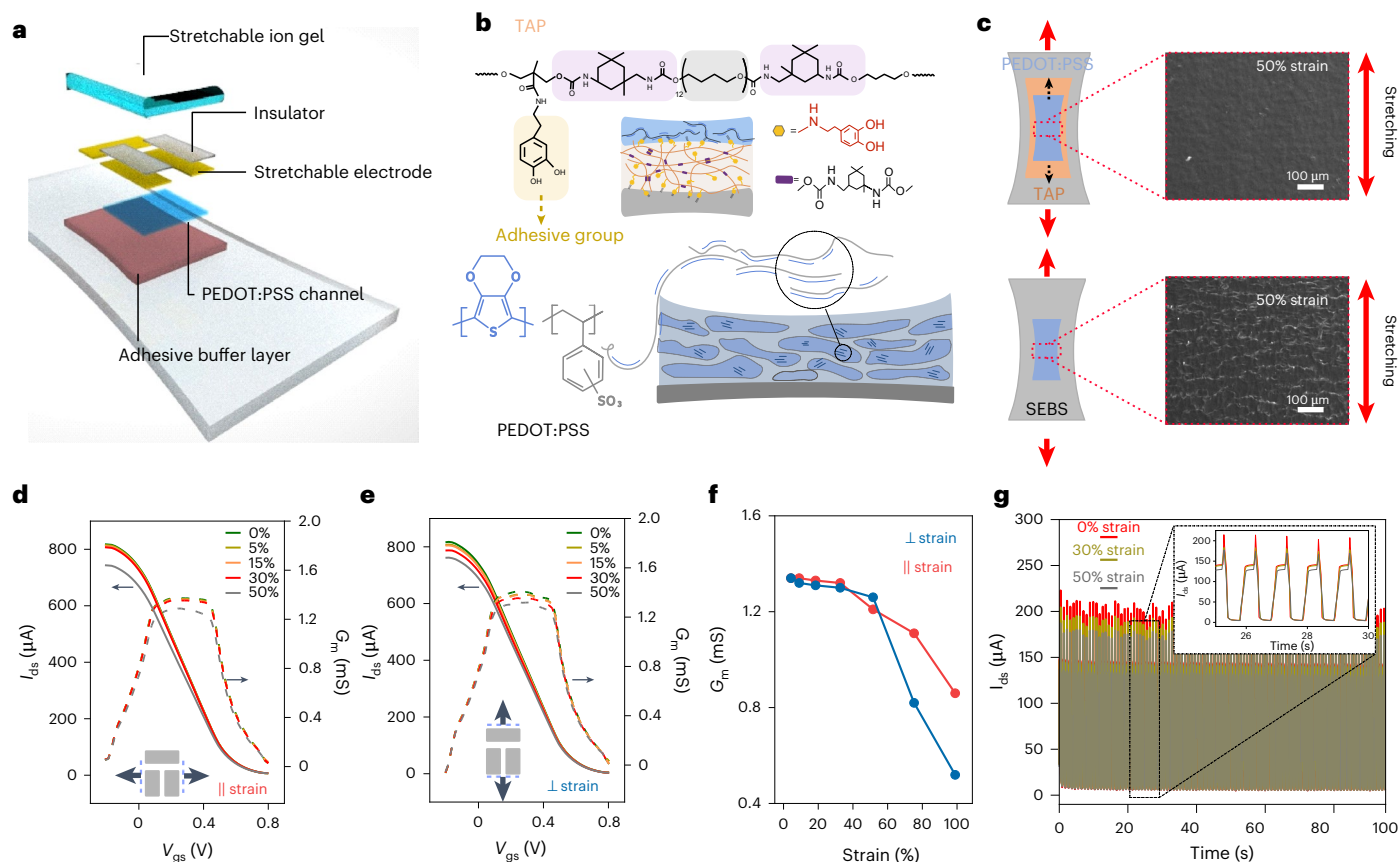 a
Stretchable ion gel
Insulator
Stretchable electrode
PEDOT:PSS channel
Adhesive buffer layer
b
TAP
O
O
N
H
O
N
H
O
O
12
O
O
N
H
O
N
H
O
O
O
NH
OH
OH
Adhesive group
H
N
OH
OH
O
O
H
N
N
H
O
O
O
O
S
SO3
PEDOT:PSS
c
PEDOT:PSS
TAP
50% strain
100 µm
Stretching
SEBS
50% strain
100 µm
Stretching
d
Ids (µA)
800
600
400
200
0
0
0.4
0.8
Vgs (V)
2.0
1.6
1.2
0.8
0.4
0
Gm (mS)
0%
5%
15%
30%
50%
|| strain
e
Ids (µA)
800
600
400
200
0
0
0.4
0.8
Vgs (V)
2.0
1.6
1.2
0.8
0.4
0
Gm (mS)
0%
5%
15%
30%
50%
⊥ strain
f
Gm (mS)
1.6
1.2
0.8
0.4
0 20 40 60 80 100
Strain (%)
⊥ strain
|| strain
g
Ids (µA)
300
250
200
150
100
50
0
0 20 40 60 80 100
Time (s)
0% strain
30% strain
50% strain
Ids (µA)
200
150
100
50
0
26 28 30
Time (s)